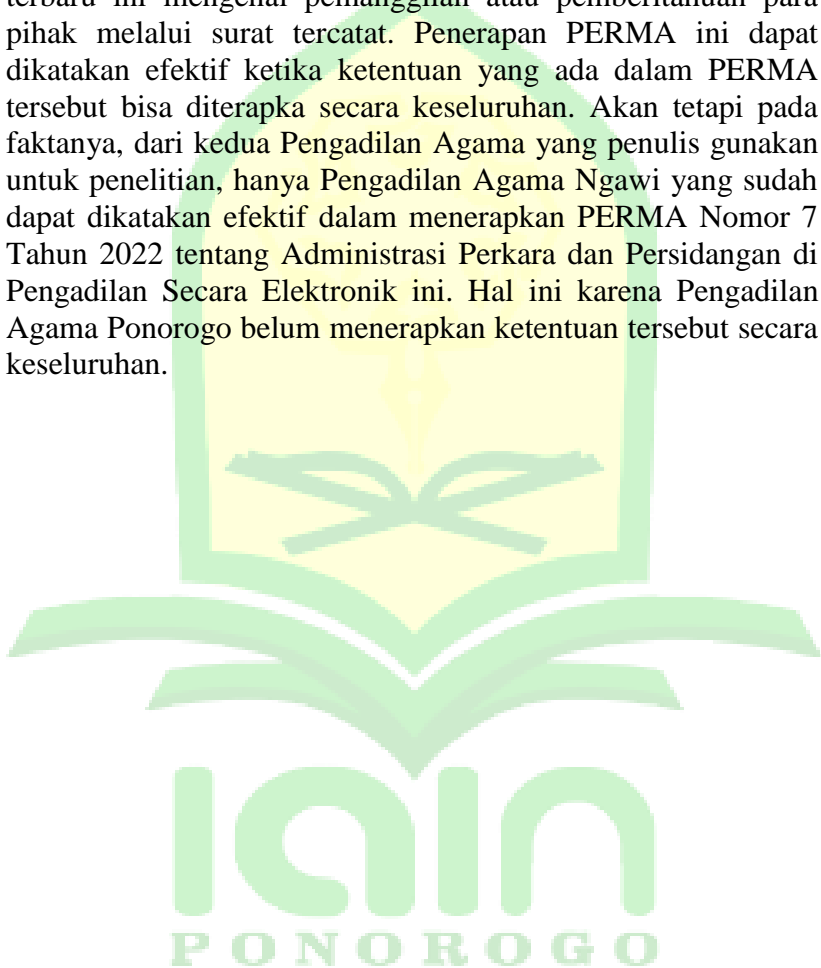 terbaru ini mengenai pemanggilan atau pemberitahuan para
pihak melalui surat tercatat. Penerapan PERMA ini dapat
dikatakan efektif ketika ketentuan yang ada dalam PERMA
tersebut bisa diterapka secara keseluruhan. Akan tetapi pada
faktanya, dari kedua Pengadilan Agama yang penulis gunakan
untuk penelitian, hanya Pengadilan Agama Ngawi yang sudah
dapat dikatakan efektif dalam menerapkan PERMA Nomor 7
Tahun 2022 tentang Administrasi Perkara dan Persidangan di
Pengadilan Secara Elektronik ini. Hal ini karena Pengadilan
Agama Ponorogo belum menerapkan ketentuan tersebut secara
keseluruhan.
iain
PONOROGO